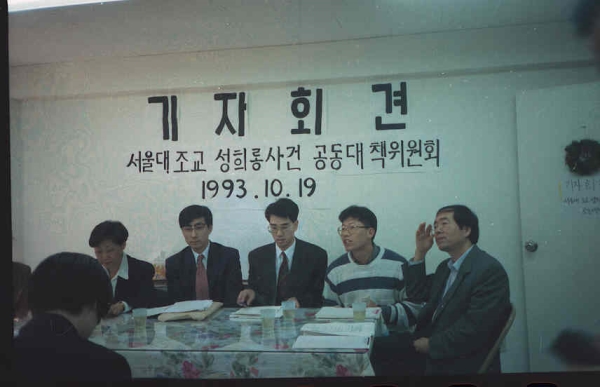 기자회견
서울대 조교 성희롱사건 공동대책위원회
1993.10.19